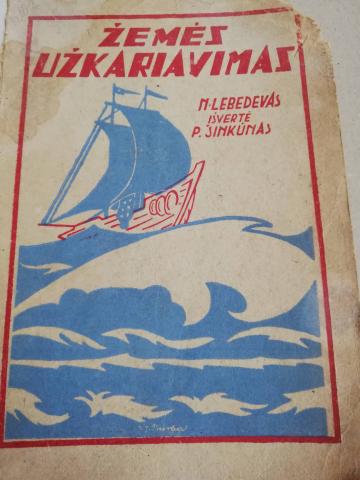 ŽEMĖS
UŽKARIAVIMAS
N. LEBEDEVAS
IŠVERTĖ
P. ŠINKŪNAS